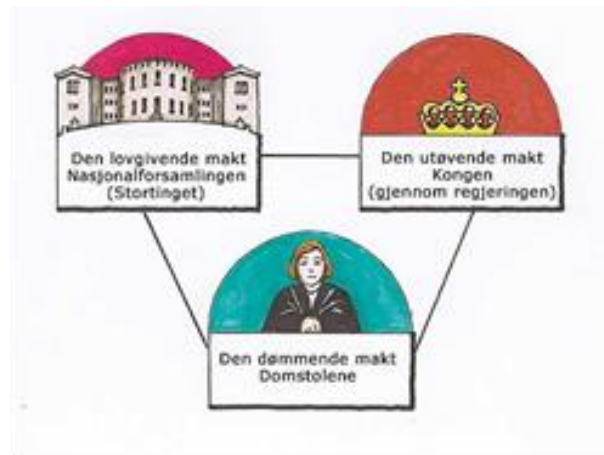 Den lovgivende makt
Nasjonalforsamlingen
(Stortinget)
Den utøvende makt
Kongen
(gjennom regjeringen)
Den dømmende makt
Domstolene